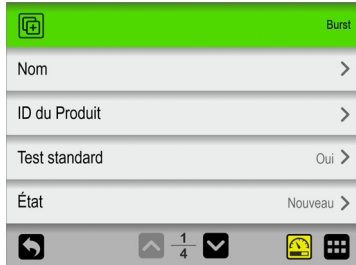 Burst
Nom
ID du Produit
Test standard Oui
État Nouveau
1
4